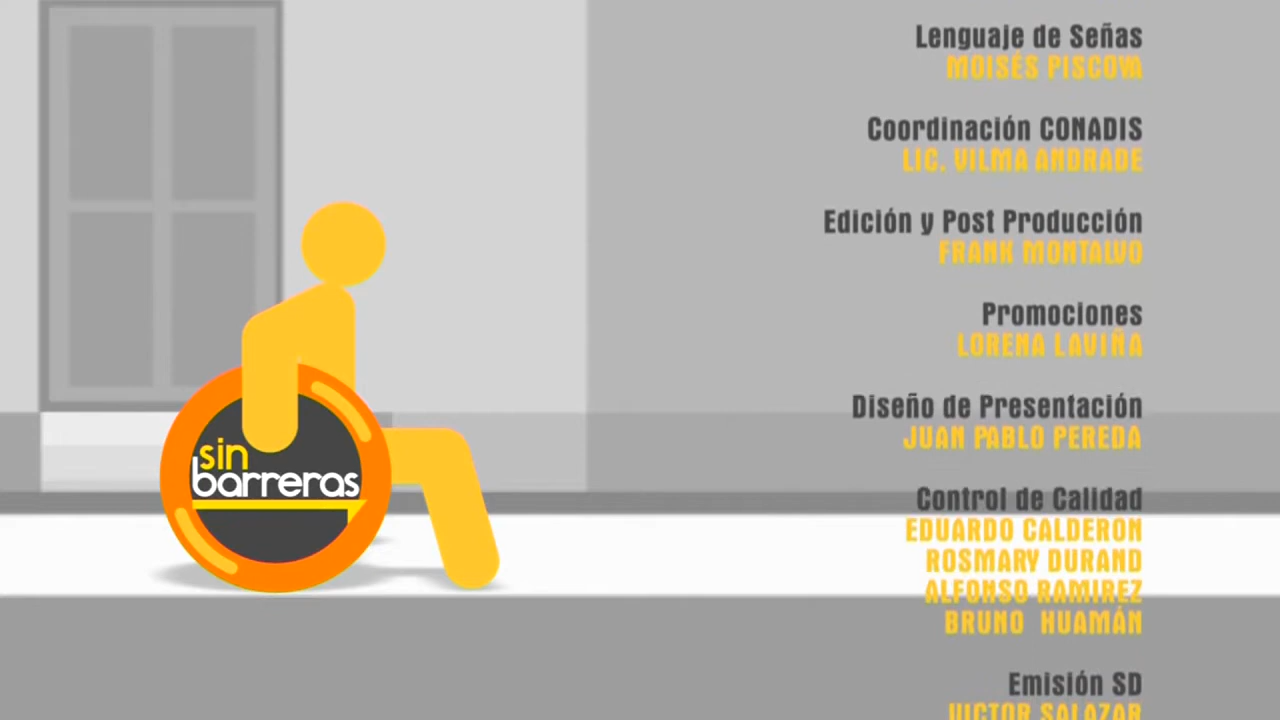 Lenguaje de Señas
MOISÉS PISCOYA
Coordinación CONADIS
LIC. VILMA ANDRADE
Edición y Post Producción
FRANK MONTALVO
Promociones
LORENA LAVIÑA
Diseño de Presentación
JUAN PABLO PEREDA
Control de Calidad
EDUARDO CALDERON
ROSMARY DURAND
ALFONSO RAMIREZ
BRUNO HUAMÁN
Emisión SD
VICTOR SALAZAR
sin
barreras